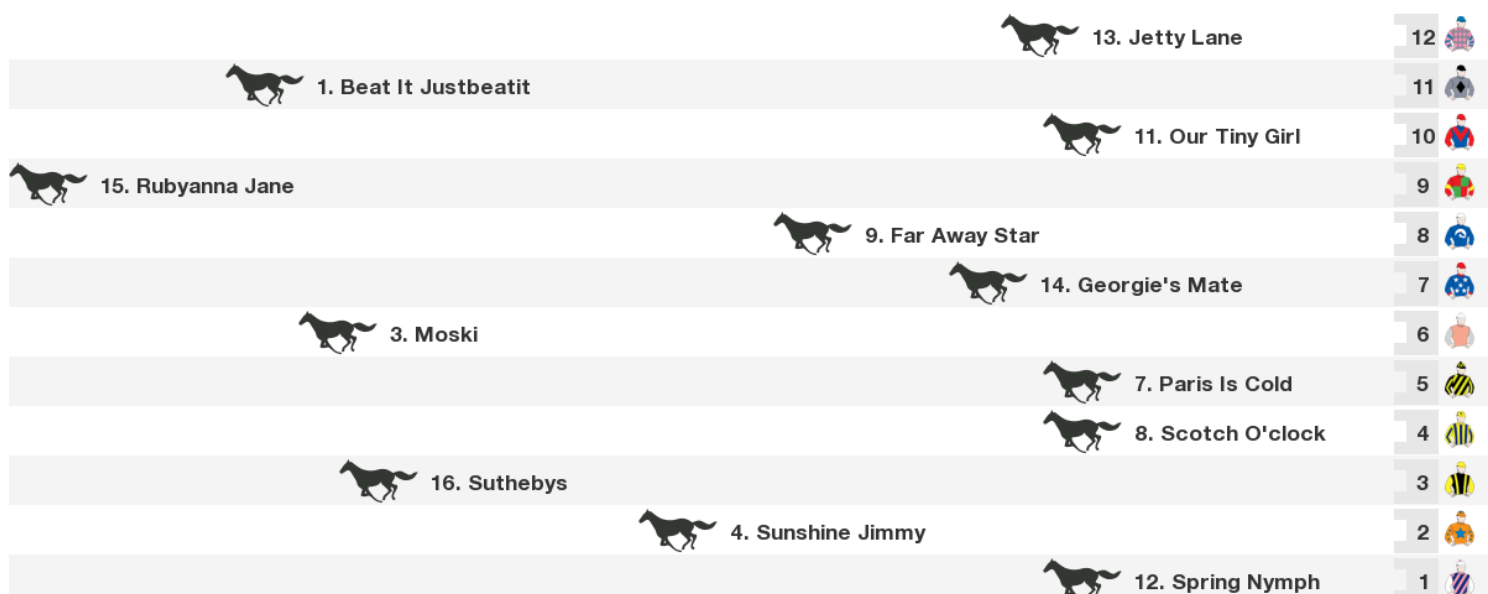 13. Jetty Lane 12
1. Beat It Justbeatit 11
11. Our Tiny Girl 10
15. Rubyanna Jane 9
9. Far Away Star 8
14. Georgie's Mate 7
3. Moski 6
7. Paris Is Cold 5
8. Scotch O'clock 4
16. Suthebys 3
4. Sunshine Jimmy 2
12. Spring Nymph 1